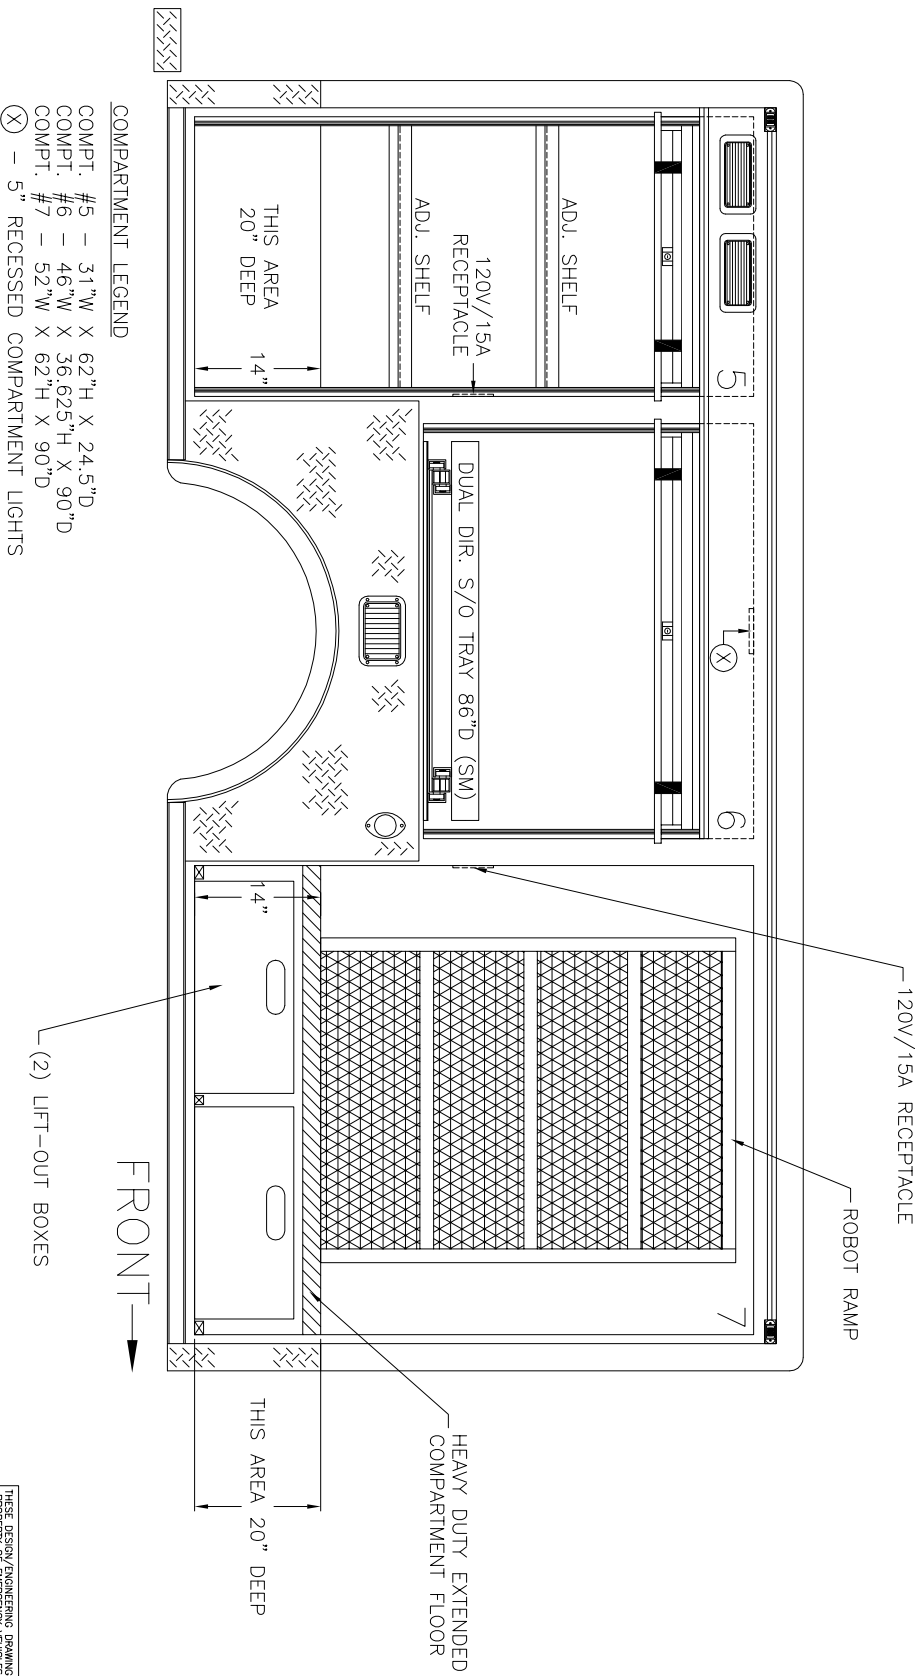 120V/15A RECEPTACLE
ROBOT RAMP
HEAVY DUTY EXTENDED
COMPARTMENT FLOOR
5
6
7
X
ADJ. SHELF
120V/15A
RECEPTACLE
ADJ. SHELF
DUAL DIR. S/O TRAY 86"D (SM)
THIS AREA
20" DEEP
14"
14"
THIS AREA 20" DEEP
(2) LIFT-OUT BOXES
FRONT
COMPARTMENT LEGEND
COMPT. #5 - 31"W X 62"H X 24.5"D
COMPT. #6 - 46"W X 36.625"H X 90"D
COMPT. #7 - 52"W X 62"H X 90"D
X - 5" RECESSED COMPARTMENT LIGHTS
THESE DESIGN/ENGINEERING DRAWING